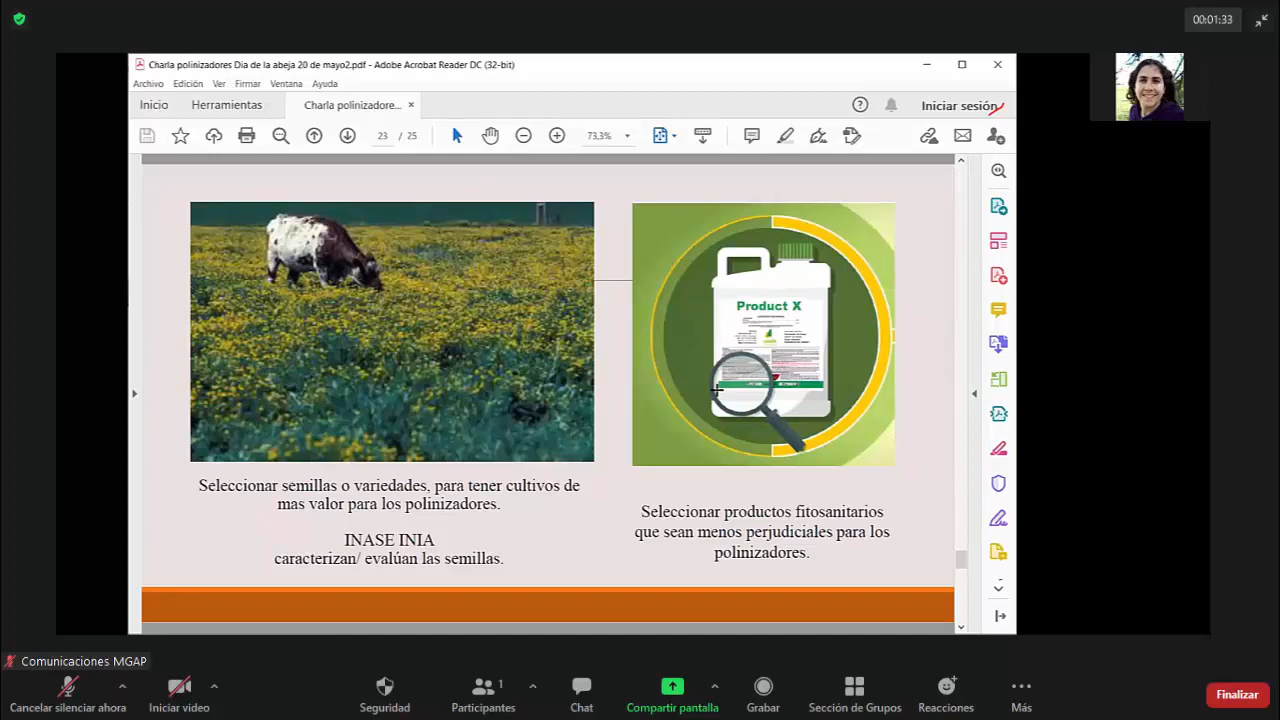 00:01:33
Charla polinizadores Dia de la abeja 20 de mayo2.pdf - Adobe Acrobat Reader DC (32-bit)
Archivo Edición Ver Firmar Ventana Ayuda
Inicio Herramientas Charla polinizadore... Iniciar sesión
23 / 25 73,3%
Product X
Seleccionar semillas o variedades, para tener cultivos de
mas valor para los polinizadores.
INASE INIA
caracterizan/ evalúan las semillas.
Seleccionar productos fitosanitarios
que sean menos perjudiciales para los
polinizadores.
Comunicaciones MGAP
Cancelar silenciar ahora Iniciar video Seguridad Participantes 1 Chat Compartir pantalla Grabar Sección de Grupos Reacciones Más Finalizar